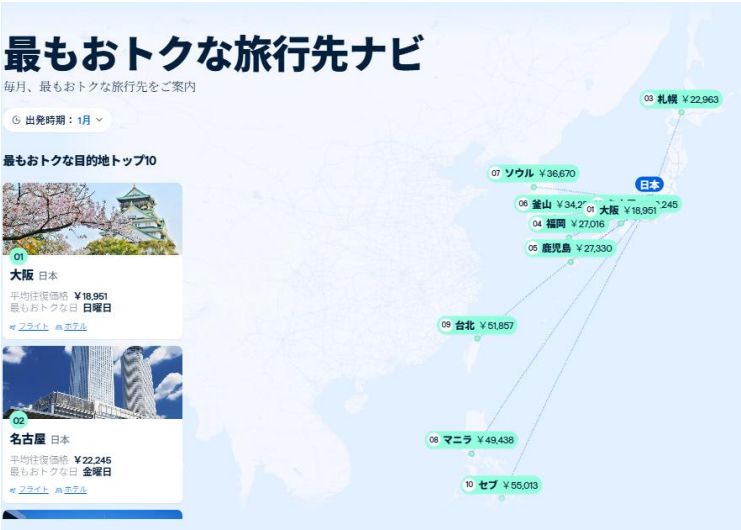 最もおトクな旅行先ナビ
毎月、最もおトクな旅行先をご案内
出発時期： 1月
最もおトクな目的地トップ10
01
大阪 日本
平均往復価格 ￥18,951
最もおトクな日 日曜日
フライト ホテル
02
名古屋 日本
平均往復価格 ￥22,245
最もおトクな日 金曜日
フライト ホテル
03 札幌 ￥22,963
07 ソウル ￥36,670
日本
06 釜山 ￥34,2
245
01 大阪 ￥18,951
04 福岡 ￥27,016
05 鹿児島 ￥27,330
09 台北 ￥51,857
08 マニラ ￥49,438
10 セブ ￥55,013